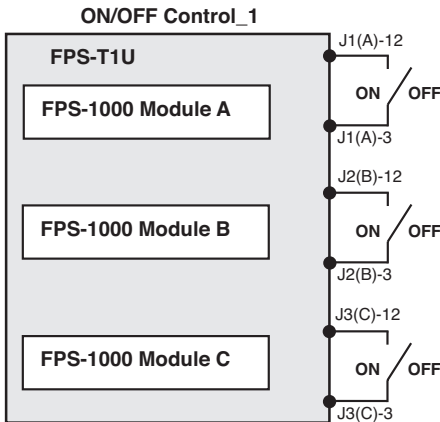 ON/OFF Control_1
FPS-T1U
J1(A)-12
FPS-1000 Module A
ON OFF
J1(A)-3
J2(B)-12
FPS-1000 Module B
ON OFF
J2(B)-3
J3(C)-12
FPS-1000 Module C
ON OFF
J3(C)-3